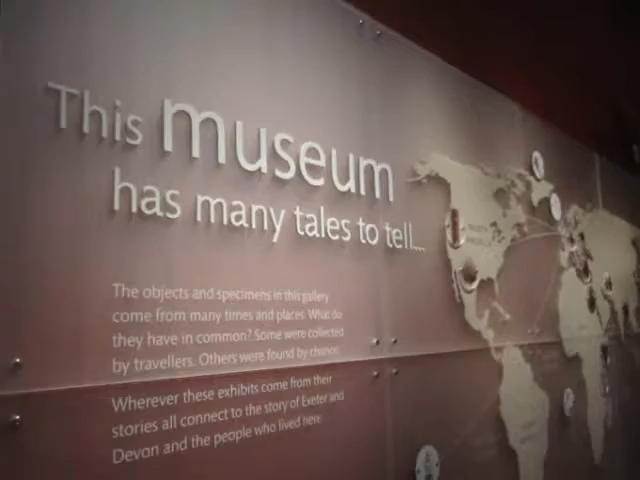 This museum
has many tales to tell...
The objects and specimens in this gallery
come from many times and places. What do
they have in common? Some were collected
by travellers. Others were found by chance.
Wherever these exhibits come from their
stories all connect to the story of Exeter and
Devon and the people who lived here.